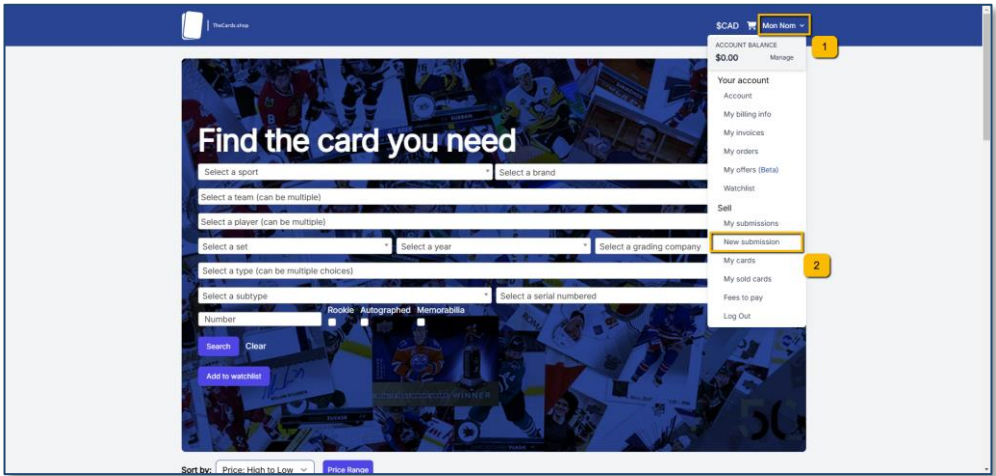 TheCards.shop
$CAD Mon Nom
1
ACCOUNT BALANCE
$0.00 Manage
Your account
Account
My billing info
My invoices
My orders
My offers (Beta)
Watchlist
Sell
My submissions
New submission
2
My cards
My sold cards
Fees to pay
Log Out
Find the card you need
Select a sport
Select a brand
Select a team (can be multiple)
Select a player (can be multiple)
Select a set
Select a year
Select a grading company
Select a type (can be multiple choices)
Select a subtype
Select a serial numbered
Number
Rookie Autographed Memorabilia
Search Clear
Add to watchlist
WINNER
Sort by: Price: High to Low Price Range